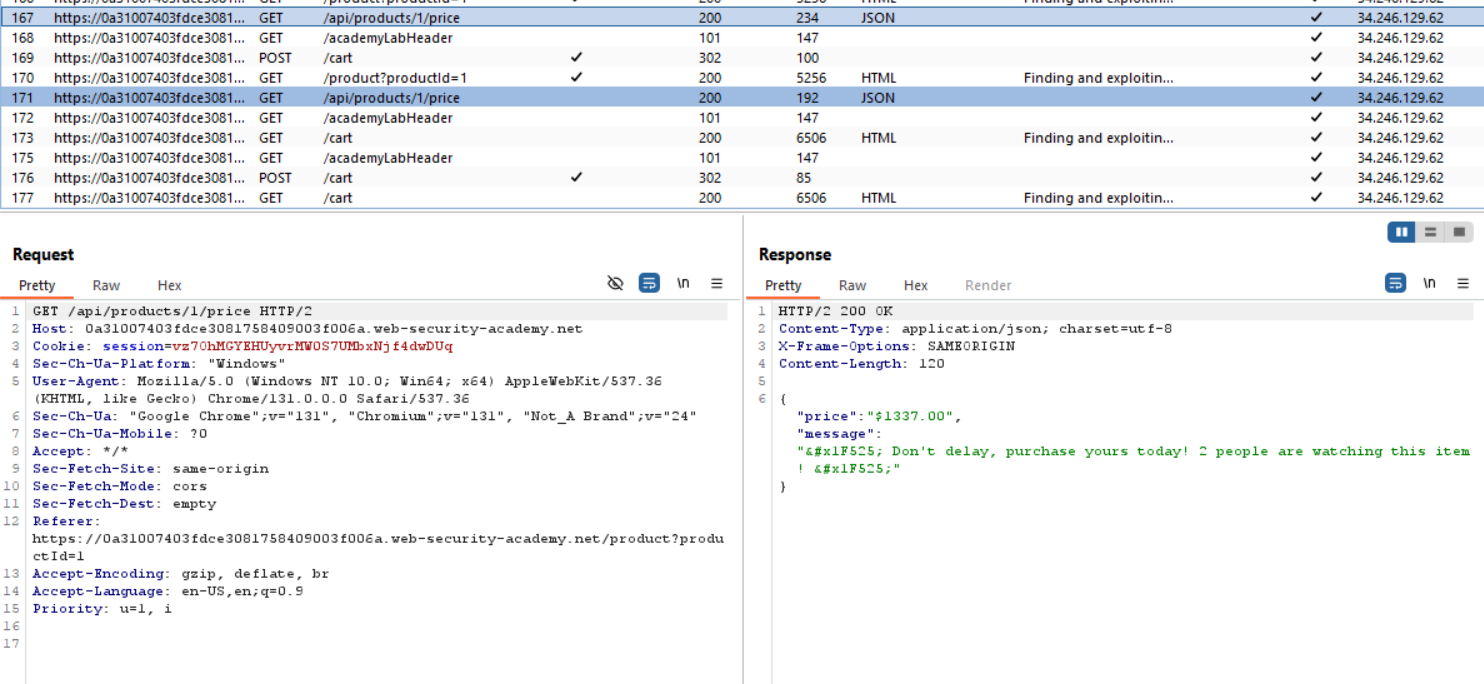 167 https://0a31007403fdce3081... GET /api/products/1/price 200 234 JSON ✓ 34.246.129.62
168 https://0a31007403fdce3081... GET /academyLabHeader 101 147 ✓ 34.246.129.62
169 https://0a31007403fdce3081... POST /cart ✓ 302 100 ✓ 34.246.129.62
170 https://0a31007403fdce3081... GET /product?productId=1 ✓ 200 5256 HTML Finding and exploitin... ✓ 34.246.129.62
171 https://0a31007403fdce3081... GET /api/products/1/price 200 192 JSON ✓ 34.246.129.62
172 https://0a31007403fdce3081... GET /academyLabHeader 101 147 ✓ 34.246.129.62
173 https://0a31007403fdce3081... GET /cart 200 6506 HTML Finding and exploitin... ✓ 34.246.129.62
175 https://0a31007403fdce3081... GET /academyLabHeader 101 147 ✓ 34.246.129.62
176 https://0a31007403fdce3081... POST /cart ✓ 302 85 ✓ 34.246.129.62
177 https://0a31007403fdce3081... GET /cart 200 6506 HTML Finding and exploitin... ✓ 34.246.129.62
Request
Pretty Raw Hex \n
1 GET /api/products/1/price HTTP/2
2 Host: 0a31007403fdce3081758409003f006a.web-security-academy.net
3 Cookie: session=vz70hMGYEHUyvrMW0S7UMbxNjf4dwDUq
4 Sec-Ch-Ua-Platform: "Windows"
5 User-Agent: Mozilla/5.0 (Windows NT 10.0; Win64; x64) AppleWebKit/537.36
(KHTML, like Gecko) Chrome/131.0.0.0 Safari/537.36
6 Sec-Ch-Ua: "Google Chrome";v="131", "Chromium";v="131", "Not_A Brand";v="24"
7 Sec-Ch-Ua-Mobile: ?0
8 Accept: */*
9 Sec-Fetch-Site: same-origin
10 Sec-Fetch-Mode: cors
11 Sec-Fetch-Dest: empty
12 Referer:
https://0a31007403fdce3081758409003f006a.web-security-academy.net/product?produ
ctId=1
13 Accept-Encoding: gzip, deflate, br
14 Accept-Language: en-US,en;q=0.9
15 Priority: u=1, i
16
17
Response
Pretty Raw Hex Render \n
1 HTTP/2 200 OK
2 Content-Type: application/json; charset=utf-8
3 X-Frame-Options: SAMEORIGIN
4 Content-Length: 120
5
6 {
"price":"$1337.00",
"message":
"&#x1F525; Don't delay, purchase yours today! 2 people are watching this item
! &#x1F525;"
}